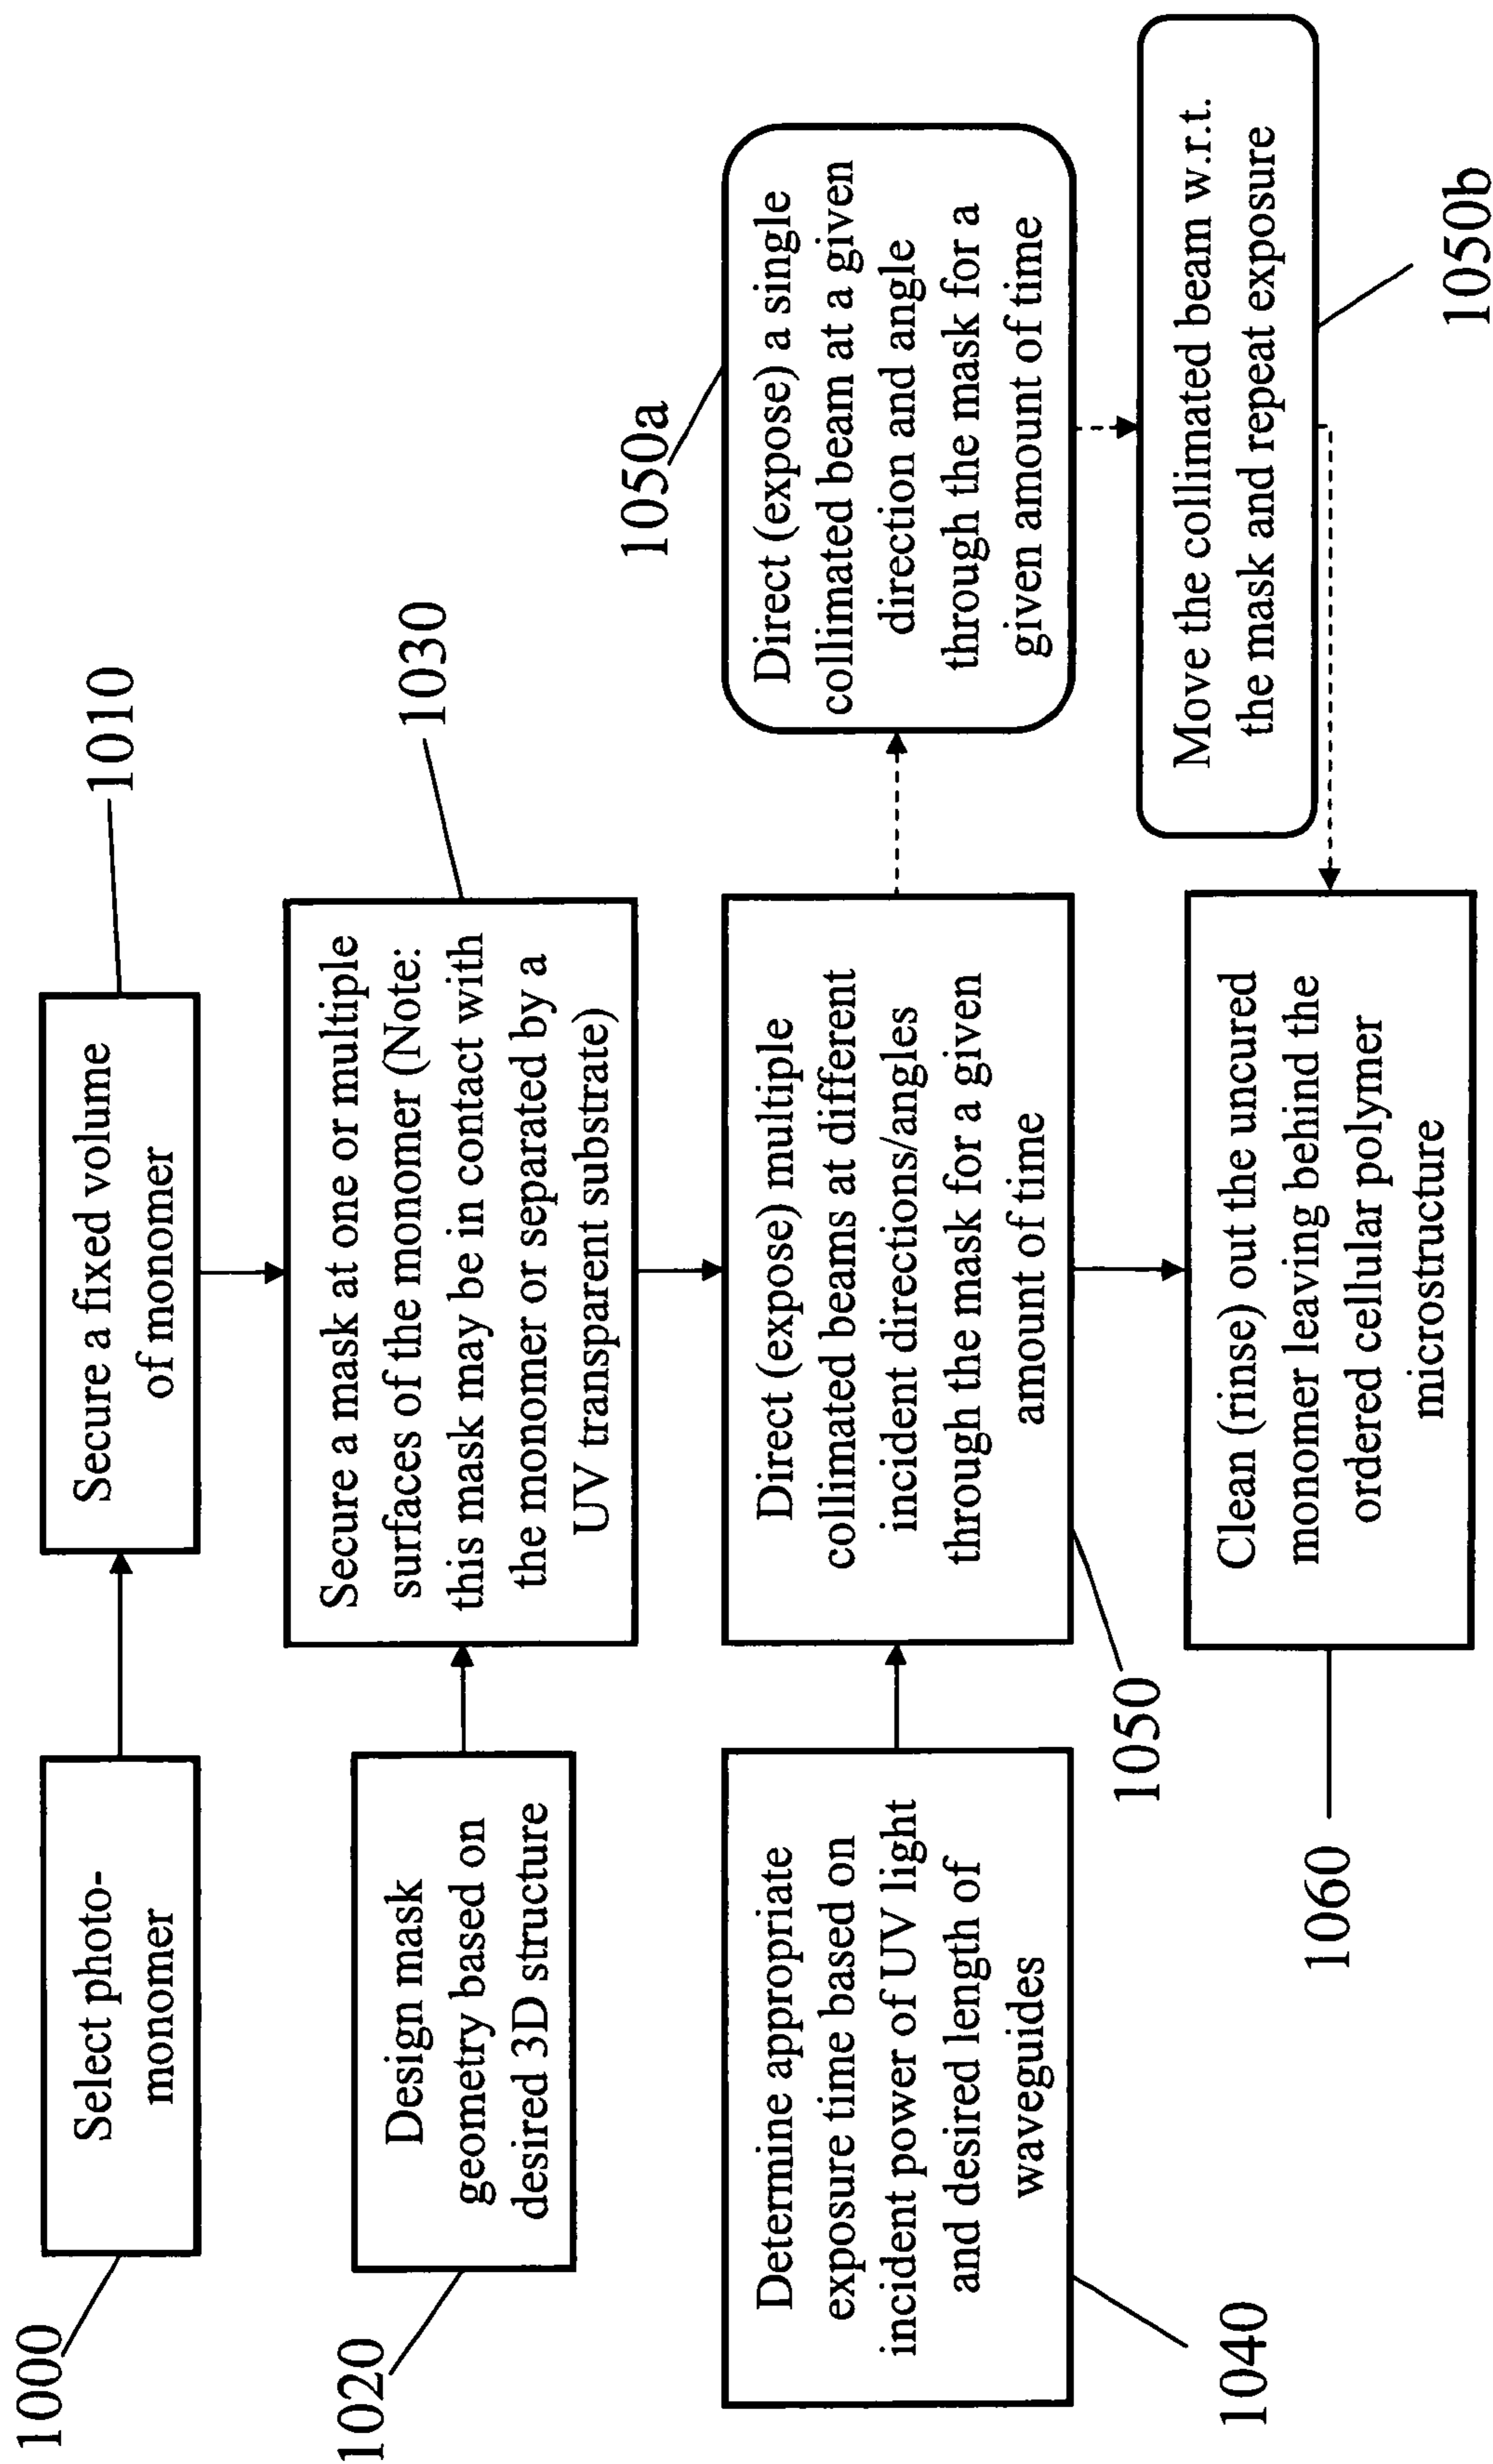 1000
Select photo-
monomer
1010
Secure a fixed volume
of monomer
1020
Design mask
geometry based on
desired 3D structure
1030
Secure a mask at one or multiple
surfaces of the monomer (Note:
this mask may be in contact with
the monomer or separated by a
UV transparent substrate)
1040
Determine appropriate
exposure time based on
incident power of UV light
and desired length of
waveguides
1050
Direct (expose) multiple
collimated beams at different
incident directions/angles
through the mask for a given
amount of time
1050a
Direct (expose) a single
collimated beam at a given
direction and angle
through the mask for a
given amount of time
1050b
Move the collimated beam w.r.t.
the mask and repeat exposure
1060
Clean (rinse) out the uncured
monomer leaving behind the
ordered cellular polymer
microstructure